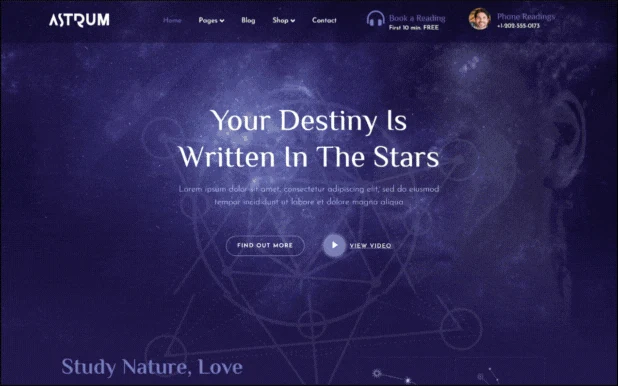 ASTRUM
Home Pages Blog Shop Contact
Book a Reading
First 10 min. FREE
Phone Readings
+1-202-555-0173
Your Destiny Is
Written In The Stars
Lorem ipsum dolor sit amet, consectetur adipiscing elit, sed do eiusmod
tempor incididunt ut labore et dolore magna aliqua.
FIND OUT MORE
VIEW VIDEO
Study Nature, Love